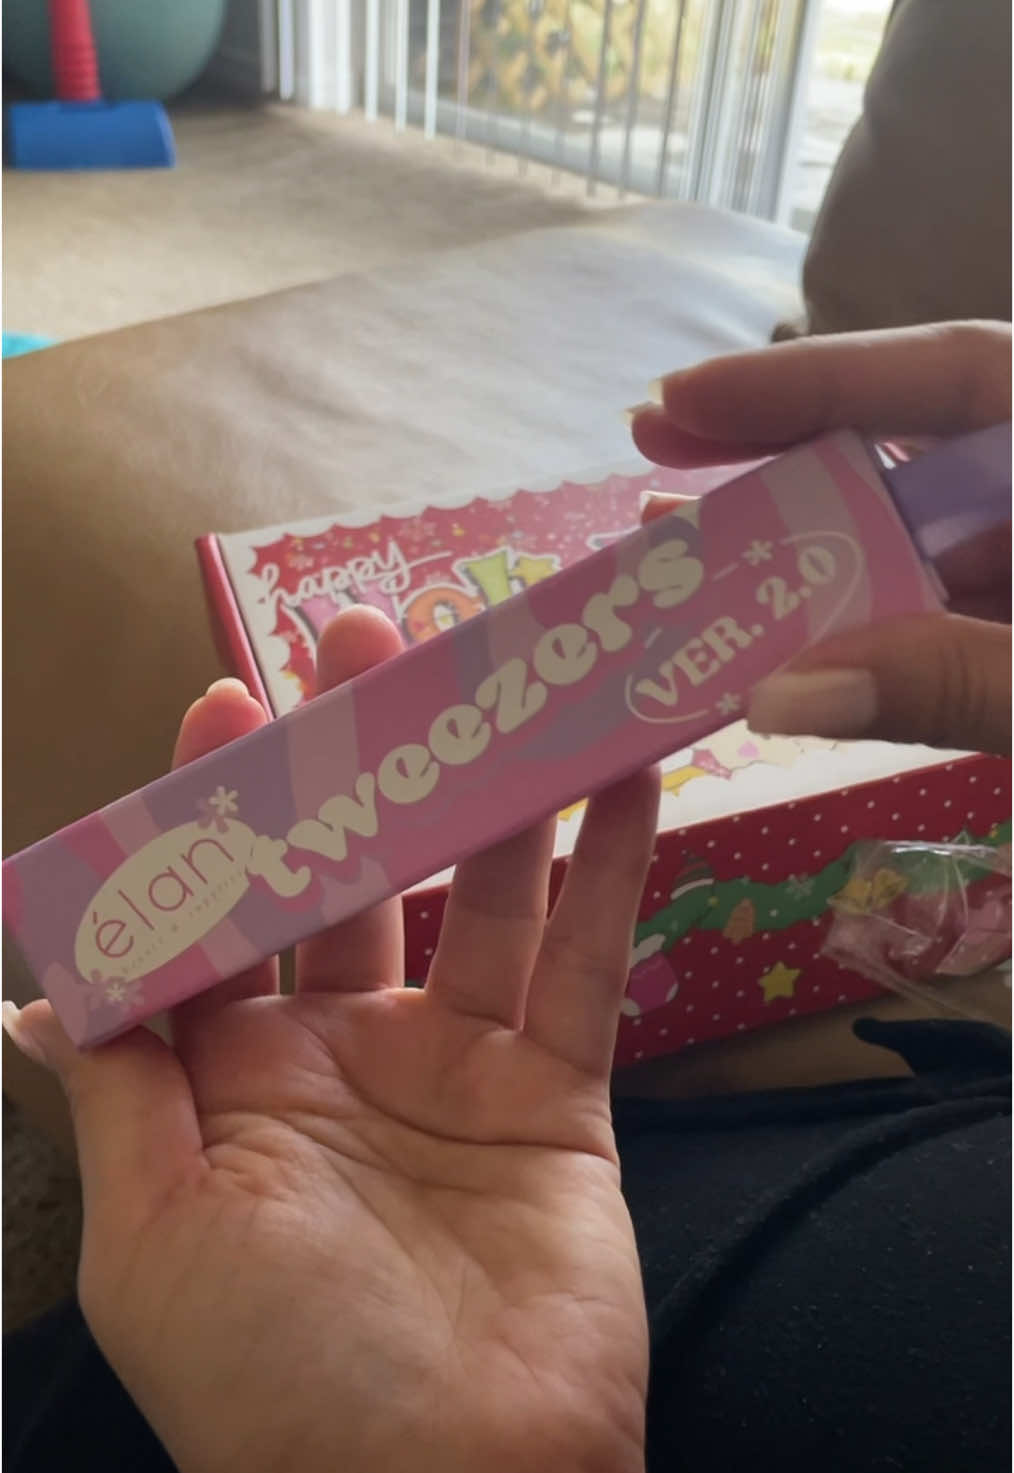 happy
tweezers
VER. 2.0
élan